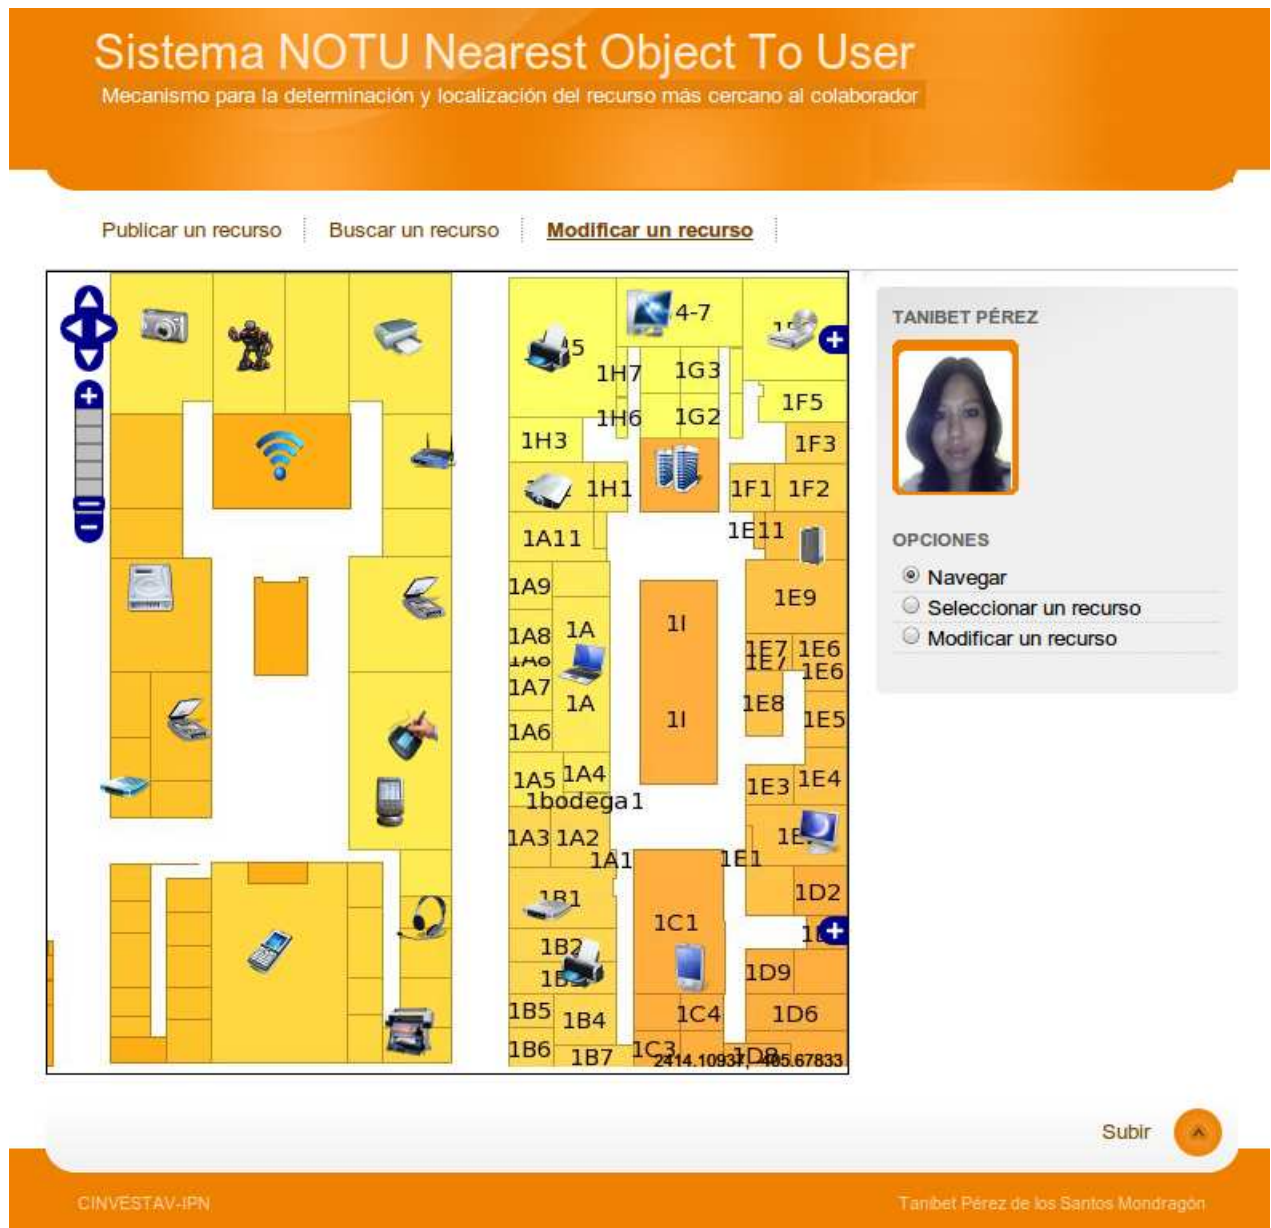 Sistema NOTU Nearest Object To User
Mecanismo para la determinación y localización del recurso más cercano al colaborador
Publicar un recurso
Buscar un recurso
Modificar un recurso
4-7
1H7
1G3
1H6
1G2
1F5
1H3
1F3
1H1
1F1
1F2
1A11
1E11
1A9
1E9
1A8
1A
1I
1E7
1E6
1A8
1E7
1E6
1A7
1A
1I
1E8
1E5
1A6
1A5
1A4
1E3
1E4
1bodega1
1A3
1A2
1A1
1E1
1D2
1B1
1C1
1B2
1D9
1B5
1B4
1C4
1D6
1B6
1B7
1C3
1D8
2414.10937, -405.67833
TANIBET PÉREZ
OPCIONES
Navegar
Seleccionar un recurso
Modificar un recurso
Subir
CINVESTAV-IPN
Tanibet Pérez de los Santos Mondragón